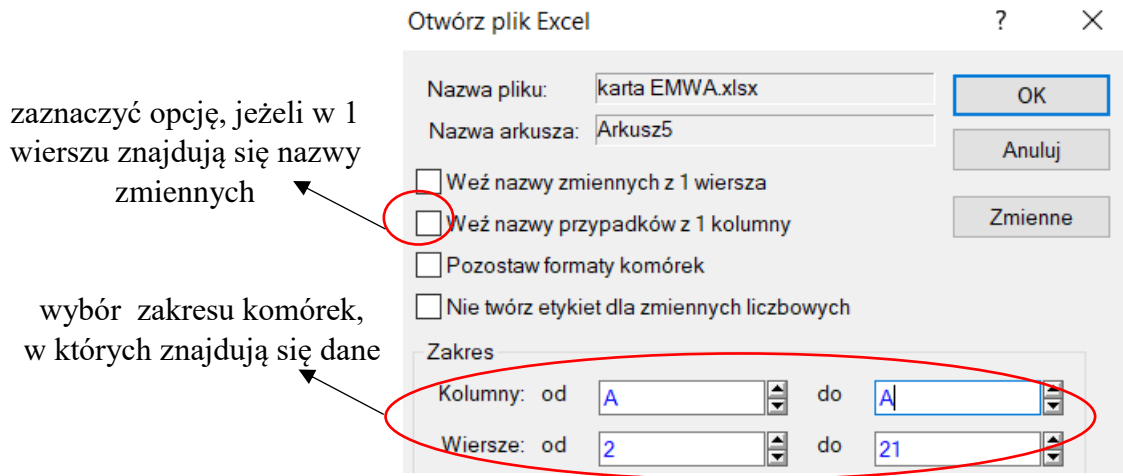 Otwórz plik Excel
Nazwa pliku: karta EMWA.xlsx
OK
Nazwa arkusza: Arkusz5
Anuluj
zaznaczyć opcję, jeżeli w 1
wierszu znajdują się nazwy
zmiennych
Weź nazwy zmiennych z 1 wiersza
Weź nazwy przypadków z 1 kolumny
Zmienne
Pozostaw formaty komórek
Nie twórz etykiet dla zmiennych liczbowych
wybór zakresu komórek,
w których znajdują się dane
Zakres
Kolumny: od A do A
Wiersze: od 2 do 21